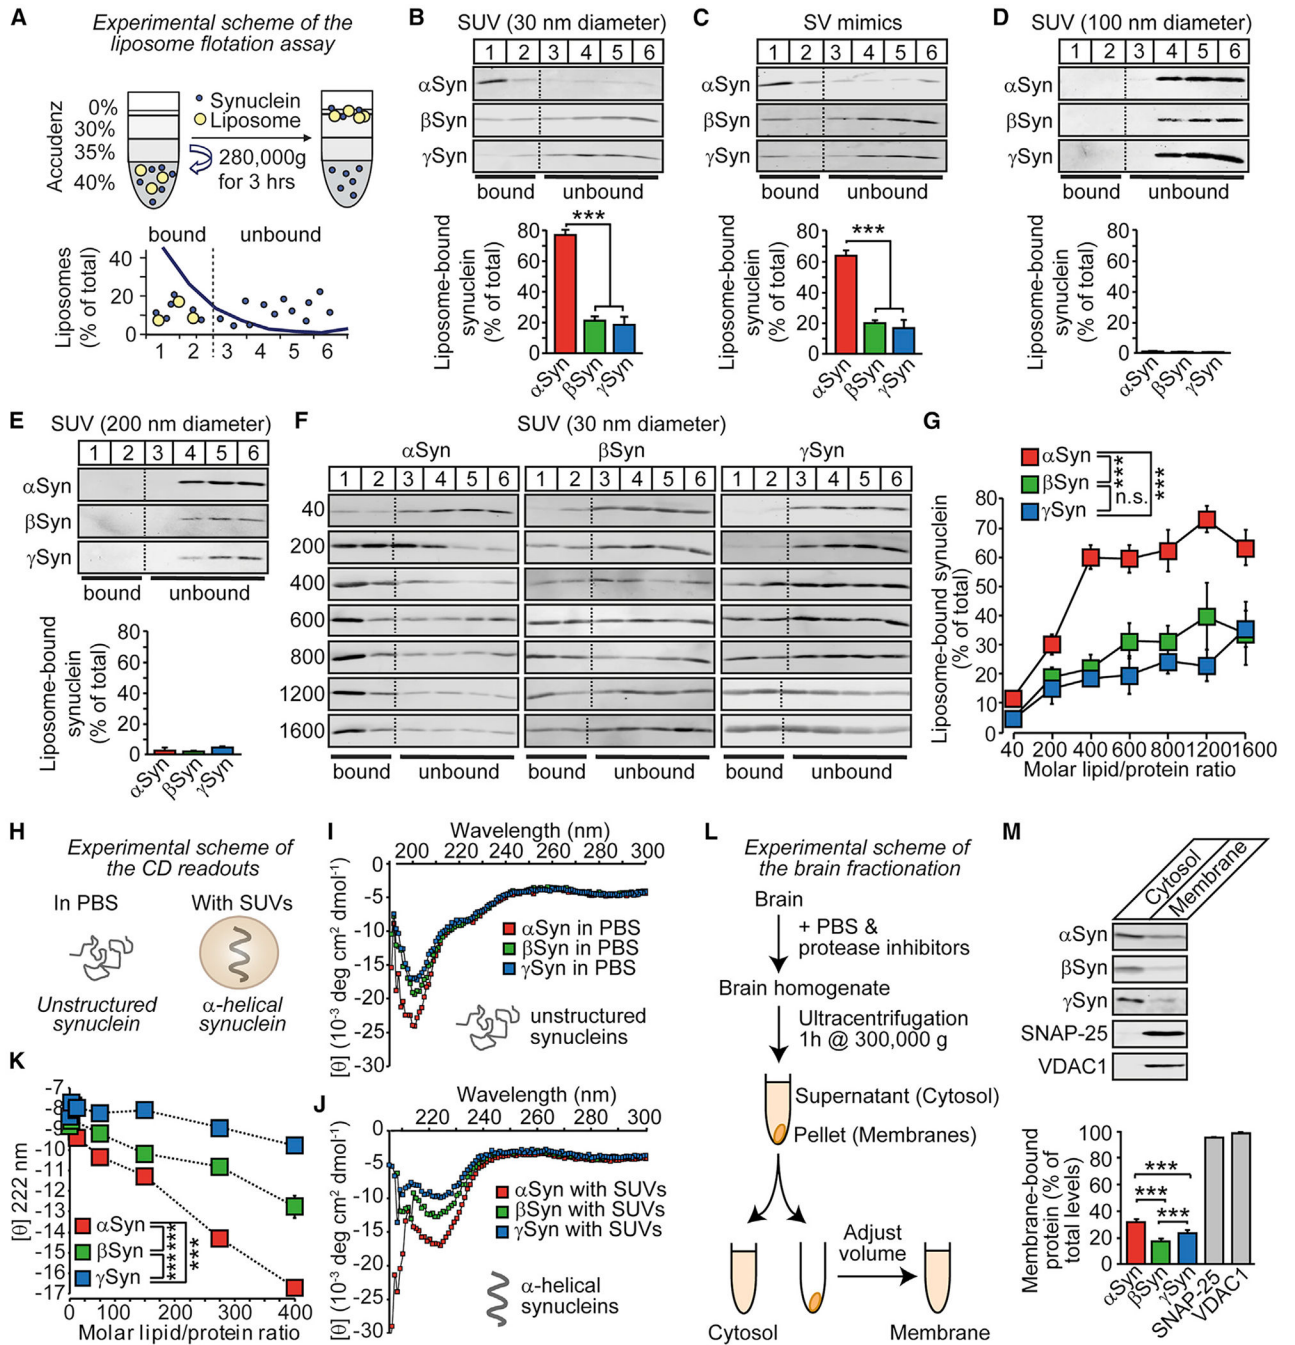 A
Experimental scheme of the
liposome flotation assay
Accudenz
0%
30%
35%
40%
Synuclein
Liposome
280,000g
for 3 hrs
bound unbound
Liposomes
(% of total)
40
20
0
1 2 3 4 5 6
B
SUV (30 nm diameter)
1 2 3 4 5 6
αSyn
βSyn
γSyn
bound unbound
Liposome-bound
synuclein
(% of total)
80
60
40
20
0
***
αSyn
βSyn
γSyn
C
SV mimics
1 2 3 4 5 6
αSyn
βSyn
γSyn
bound unbound
Liposome-bound
synuclein
(% of total)
80
60
40
20
0
***
αSyn
βSyn
γSyn
D
SUV (100 nm diameter)
1 2 3 4 5 6
αSyn
βSyn
γSyn
bound unbound
Liposome-bound
synuclein
(% of total)
80
60
40
20
0
αSyn
βSyn
γSyn
E
SUV (200 nm diameter)
1 2 3 4 5 6
αSyn
βSyn
γSyn
bound unbound
Liposome-bound
synuclein
(% of total)
80
60
40
20
0
αSyn
βSyn
γSyn
F
SUV (30 nm diameter)
αSyn βSyn γSyn
1 2 3 4 5 6 1 2 3 4 5 6 1 2 3 4 5 6
40
200
400
600
800
1200
1600
bound unbound bound unbound bound unbound
G
αSyn
βSyn
γSyn
***
n.s.
***
Liposome-bound synuclein
(% of total)
80
70
60
50
40
30
20
10
0
40 200 400 600 800 1200 1600
Molar lipid/protein ratio
H
Experimental scheme of
the CD readouts
In PBS With SUVs
Unstructured
synuclein
α-helical
synuclein
I
Wavelength (nm)
200 220 240 260 280 300
0
-5
-10
-15
-20
-25
-30
[θ] (10⁻³ deg cm² dmol⁻¹)
αSyn in PBS
βSyn in PBS
γSyn in PBS
unstructured
synucleins
J
Wavelength (nm)
220 240 260 280 300
0
-5
-10
-15
-20
-25
-30
[θ] (10⁻³ deg cm² dmol⁻¹)
αSyn with SUVs
βSyn with SUVs
γSyn with SUVs
α-helical
synucleins
K
[θ] 222 nm
-7
-8
-9
-10
-11
-12
-13
-14
-15
-16
-17
αSyn
βSyn
γSyn
***
***
***
0 100 200 300 400
Molar lipid/protein ratio
L
Experimental scheme of
the brain fractionation
Brain
+ PBS &
protease inhibitors
Brain homogenate
Ultracentrifugation
1h @ 300,000 g
Supernatant (Cytosol)
Pellet (Membranes)
Adjust
volume
Cytosol Membrane
M
Cytosol
Membrane
αSyn
βSyn
γSyn
SNAP-25
VDAC1
Membrane-bound
protein (% of
total levels)
100
80
60
40
20
0
***
***
***
αSyn
βSyn
γSyn
SNAP-25
VDAC1